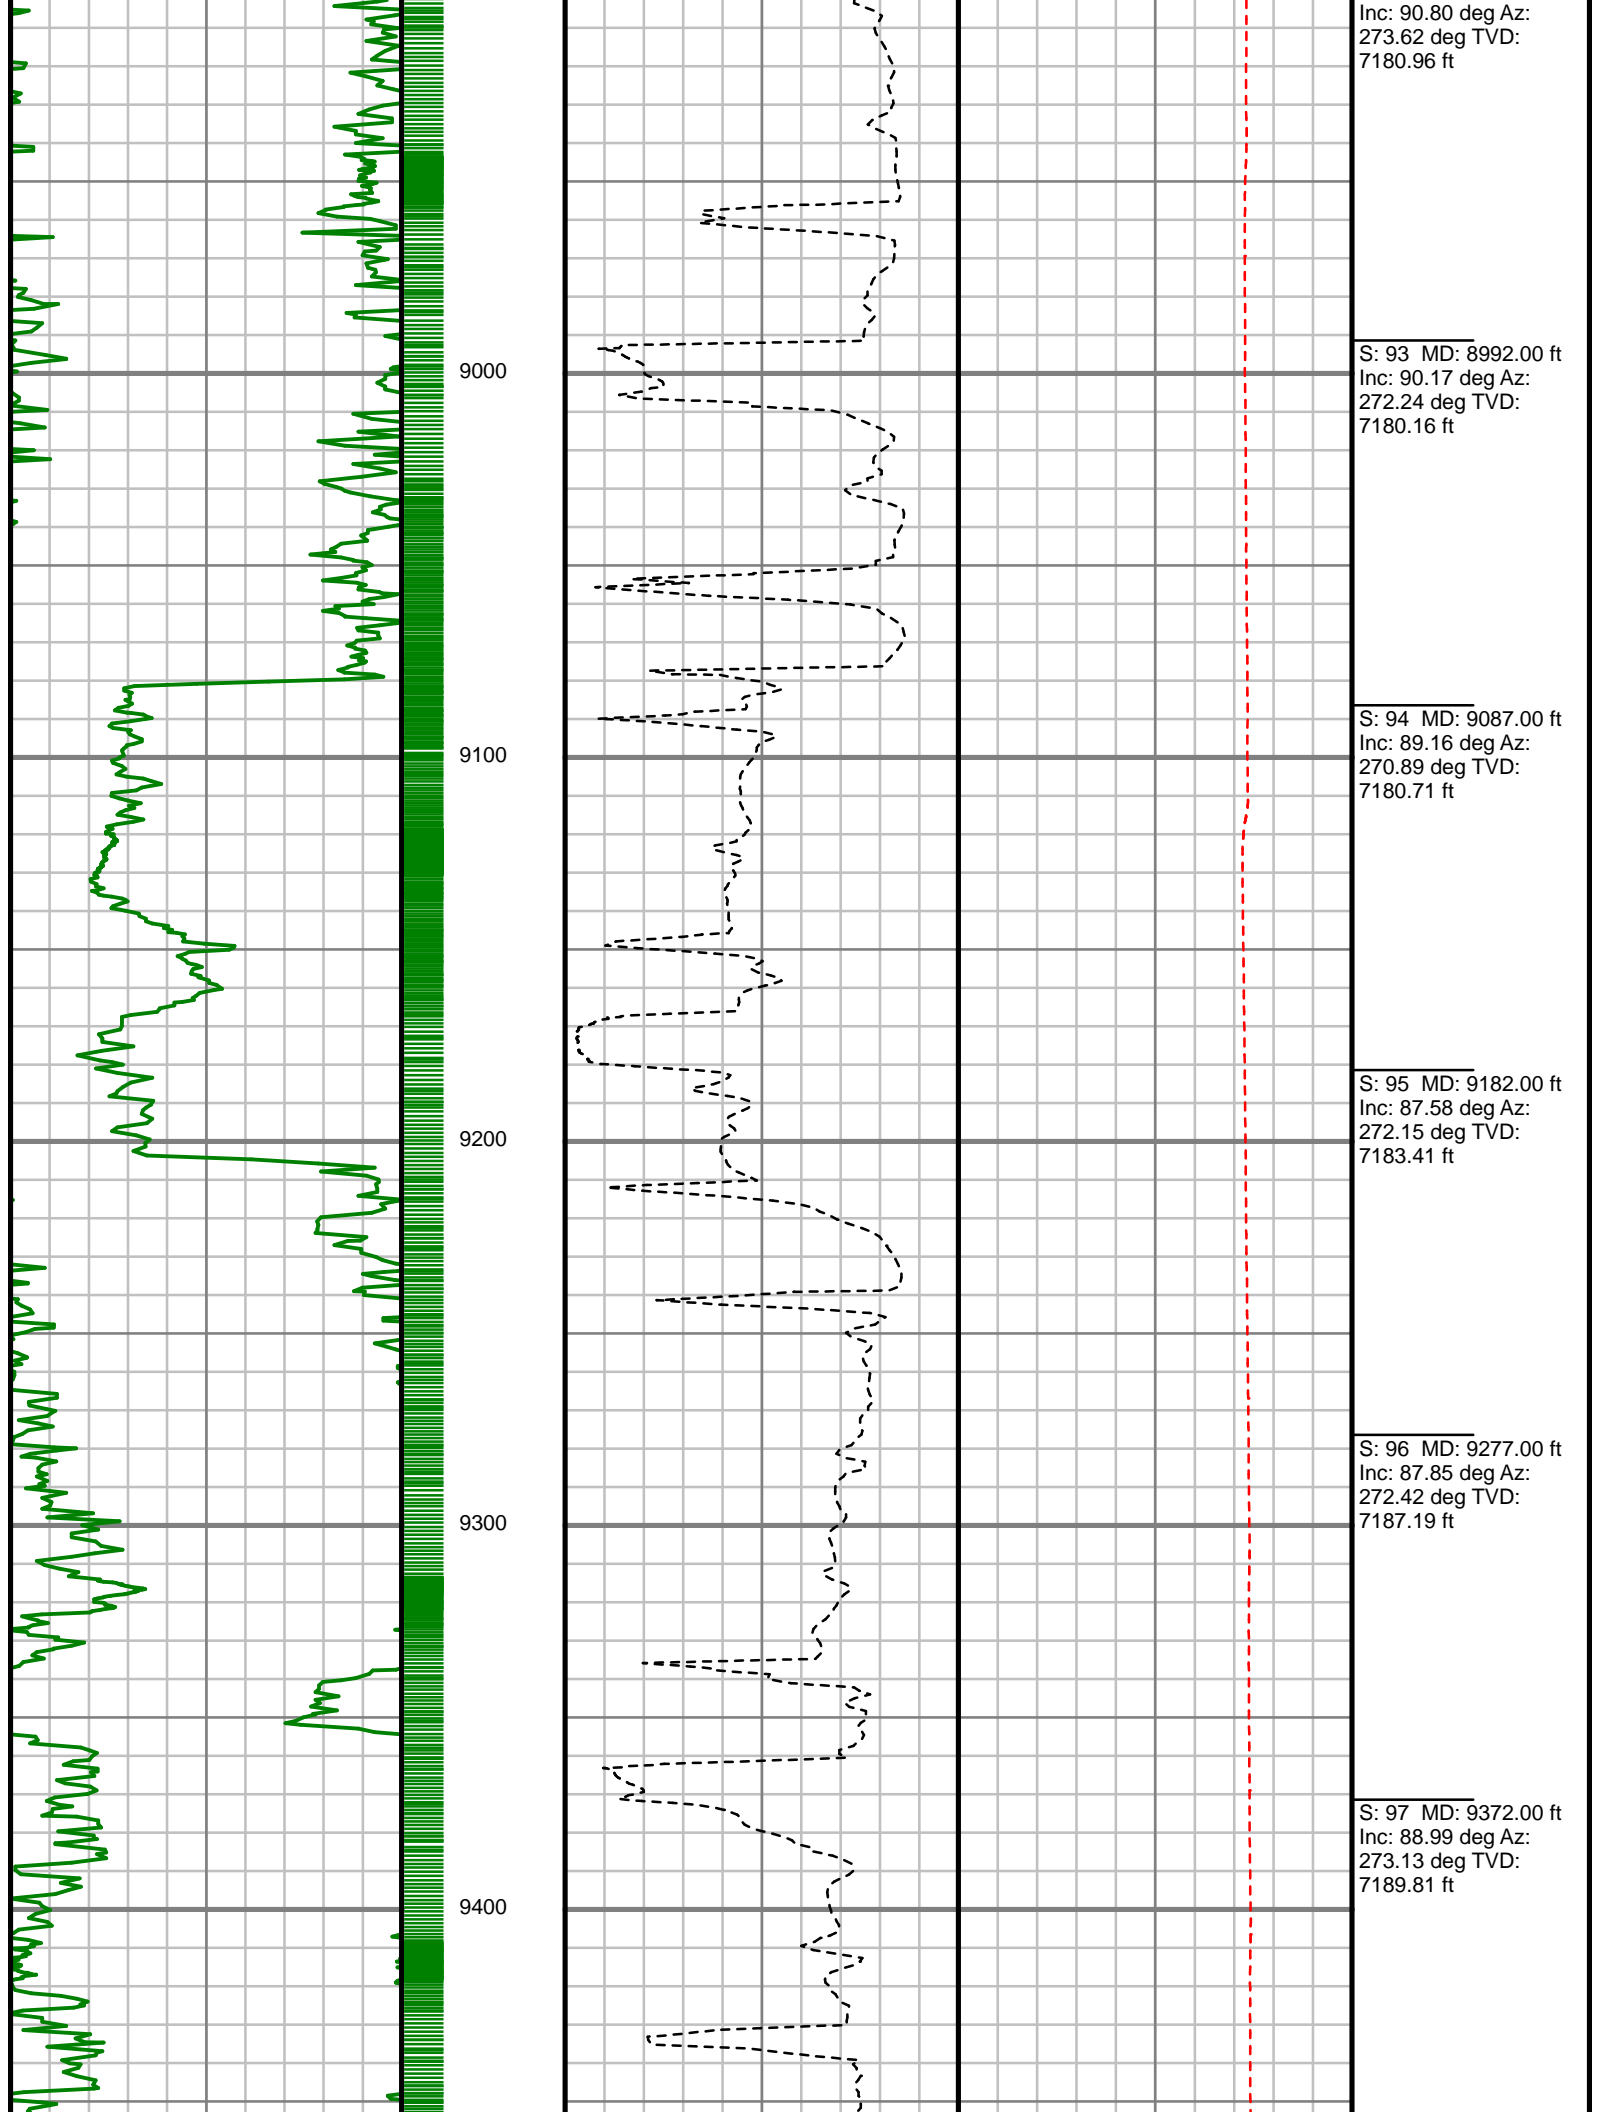 Inc: 90.80 deg Az:
273.62 deg TVD:
7180.96 ft
9000
S: 93  MD: 8992.00 ft
Inc: 90.17 deg Az:
272.24 deg TVD:
7180.16 ft
9100
S: 94  MD: 9087.00 ft
Inc: 89.16 deg Az:
270.89 deg TVD:
7180.71 ft
9200
S: 95  MD: 9182.00 ft
Inc: 87.58 deg Az:
272.15 deg TVD:
7183.41 ft
9300
S: 96  MD: 9277.00 ft
Inc: 87.85 deg Az:
272.42 deg TVD:
7187.19 ft
9400
S: 97  MD: 9372.00 ft
Inc: 88.99 deg Az:
273.13 deg TVD:
7189.81 ft